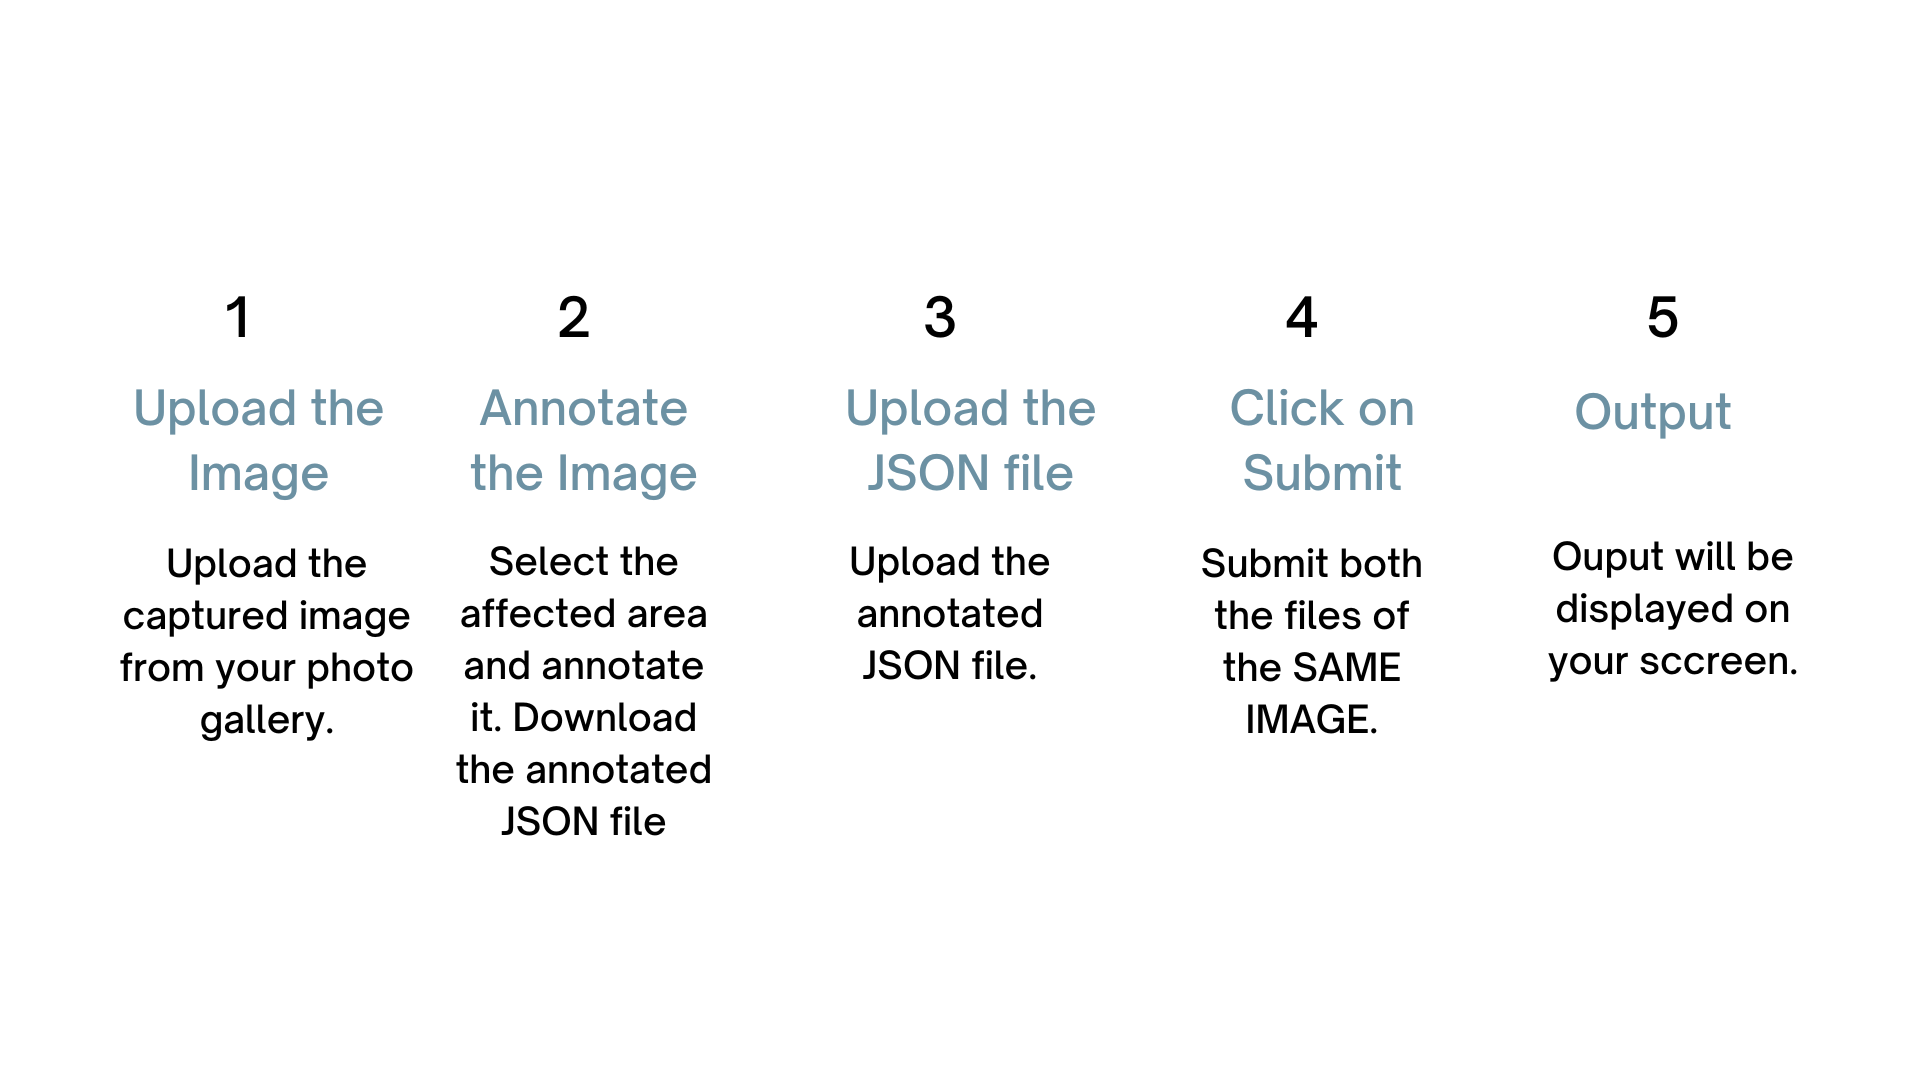 1
Upload the
Image
Upload the
captured image
from your photo
gallery.
2
Annotate
the Image
Select the
affected area
and annotate
it. Download
the annotated
JSON file
3
Upload the
JSON file
Upload the
annotated
JSON file.
4
Click on
Submit
Submit both
the files of
the SAME
IMAGE.
5
Output
Ouput will be
displayed on
your sccreen.